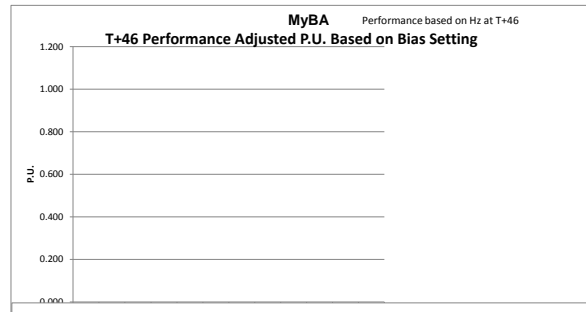 MyBA Performance based on Hz at T+46
T+46 Performance Adjusted P.U. Based on Bias Setting
1.200
1.000
0.800
P.U.
0.600
0.400
0.200
0.000